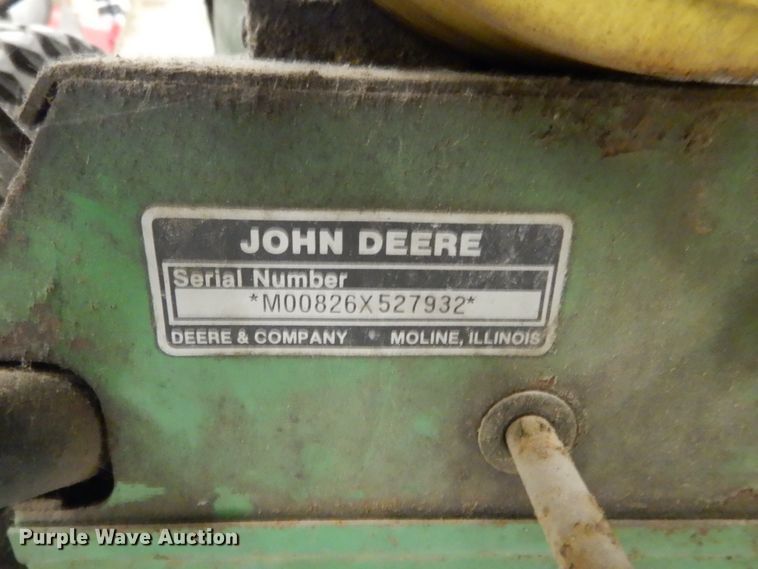 JOHN DEERE
Serial Number
*M00826X527932*
DEERE & COMPANY MOLINE, ILLINOIS
Purple Wave Auction